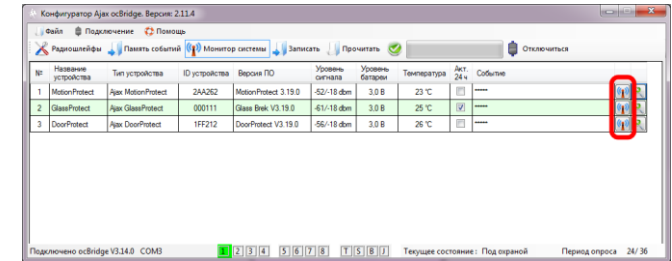 Конфигуратор Ajax ocBridge. Версия: 2.11.4
Файл Подключение Помощь
Радиошлейфы Память событий Монитор системы Записать Прочитать Отключиться
№ Название устройства Тип устройства ID устройства Версия ПО Уровень сигнала Уровень батареи Температура Акт. 24 ч Событие
1 MotionProtect Ajax MotionProtect 2AA262 MotionProtect 3.19.0 -52/-18 dbm 3,0 В 23 °C *****
2 GlassProtect Ajax GlassProtect 000111 Glass Brek V3.19.0 -61/-18 dbm 3,0 В 25 °C *****
3 DoorProtect Ajax DoorProtect 1FF212 DoorProtect V3.19.0 -56/-18 dbm 3,0 В 26 °C *****
Подключено ocBridge V3.14.0 COM3 1 2 3 4 5 6 7 8 T S B J Текущее состояние: Под охраной Период опроса 24/ 36